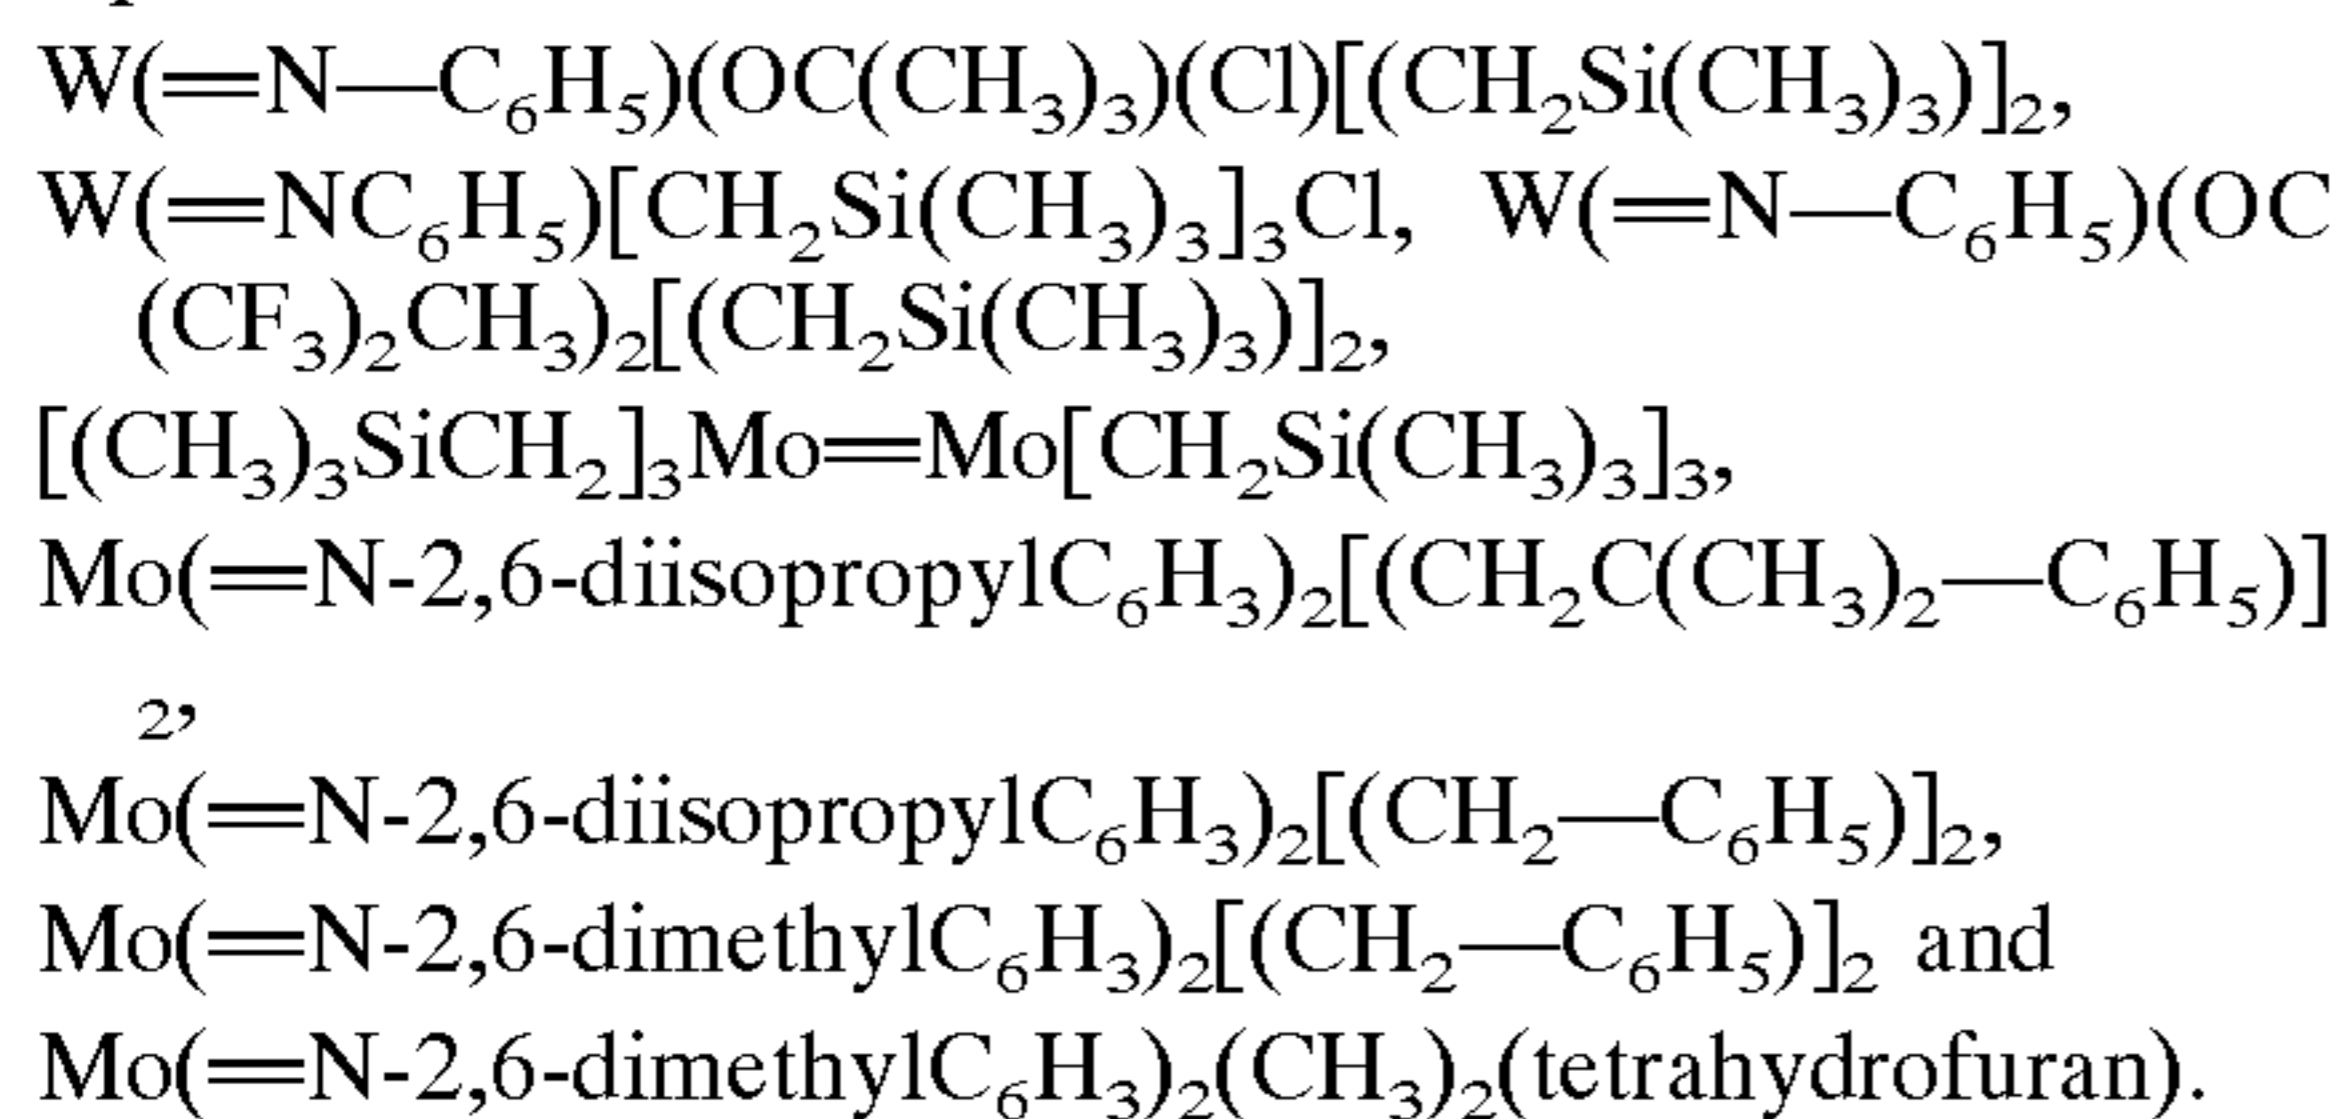 W(═N—C₆H₅)(OC(CH₃)₃)(Cl)[(CH₂Si(CH₃)₃)]₂,
W(═NC₆H₅)[CH₂Si(CH₃)₃]₃Cl, W(═N—C₆H₅)(OC
(CF₃)₂CH₃)₂[(CH₂Si(CH₃)₃)]₂,
[(CH₃)₃SiCH₂]₃Mo═Mo[CH₂Si(CH₃)₃]₃,
Mo(═N-2,6-diisopropylC₆H₃)₂[(CH₂C(CH₃)₂—C₆H₅)]
₂,
Mo(═N-2,6-diisopropylC₆H₃)₂[(CH₂—C₆H₅)]₂,
Mo(═N-2,6-dimethylC₆H₃)₂[(CH₂—C₆H₅)]₂ and
Mo(═N-2,6-dimethylC₆H₃)₂(CH₃)₂(tetrahydrofuran).